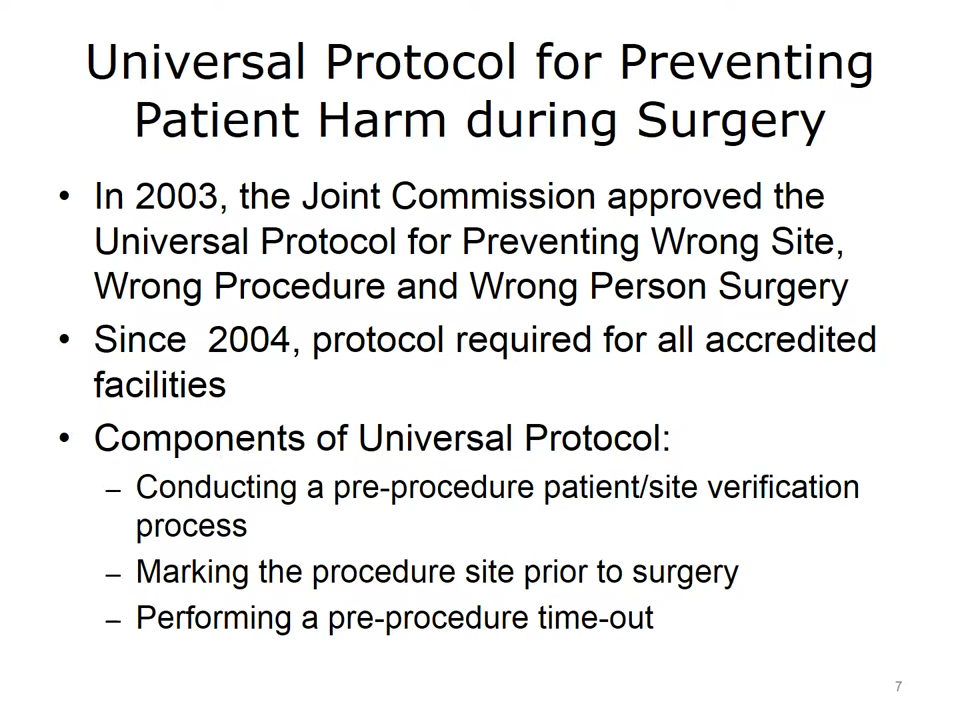 Universal Protocol for Preventing
Patient Harm during Surgery
• In 2003, the Joint Commission approved the
Universal Protocol for Preventing Wrong Site,
Wrong Procedure and Wrong Person Surgery
• Since  2004, protocol required for all accredited
facilities
• Components of Universal Protocol:
– Conducting a pre-procedure patient/site verification
process
– Marking the procedure site prior to surgery
– Performing a pre-procedure time-out
7